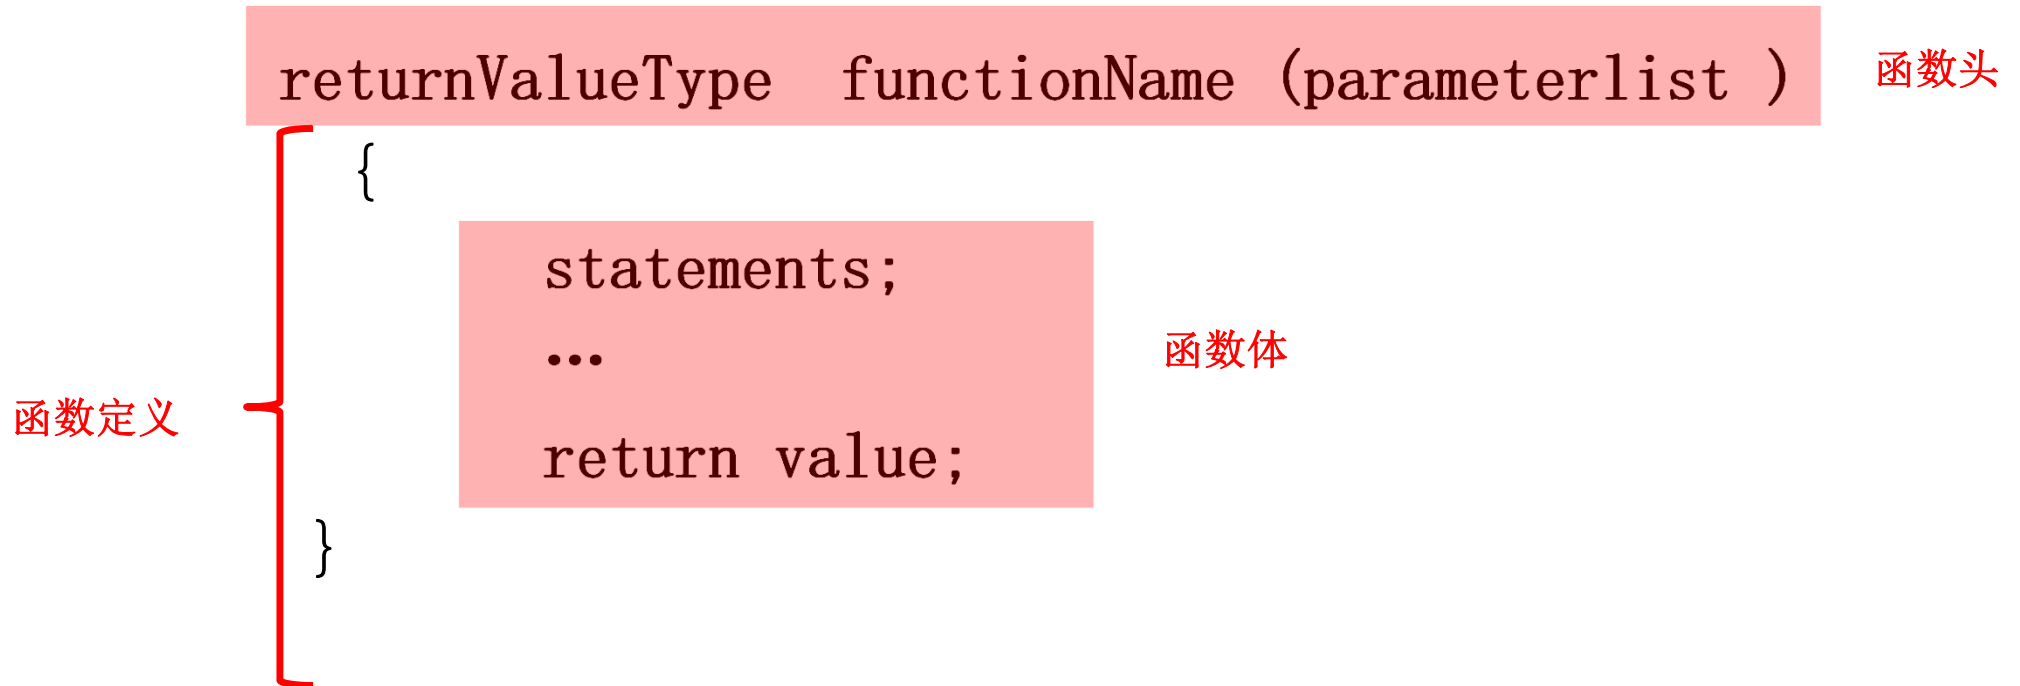 returnValueType functionName (parameterlist ) 函数头
{
statements;
… 函数体
函数定义
return value;
}